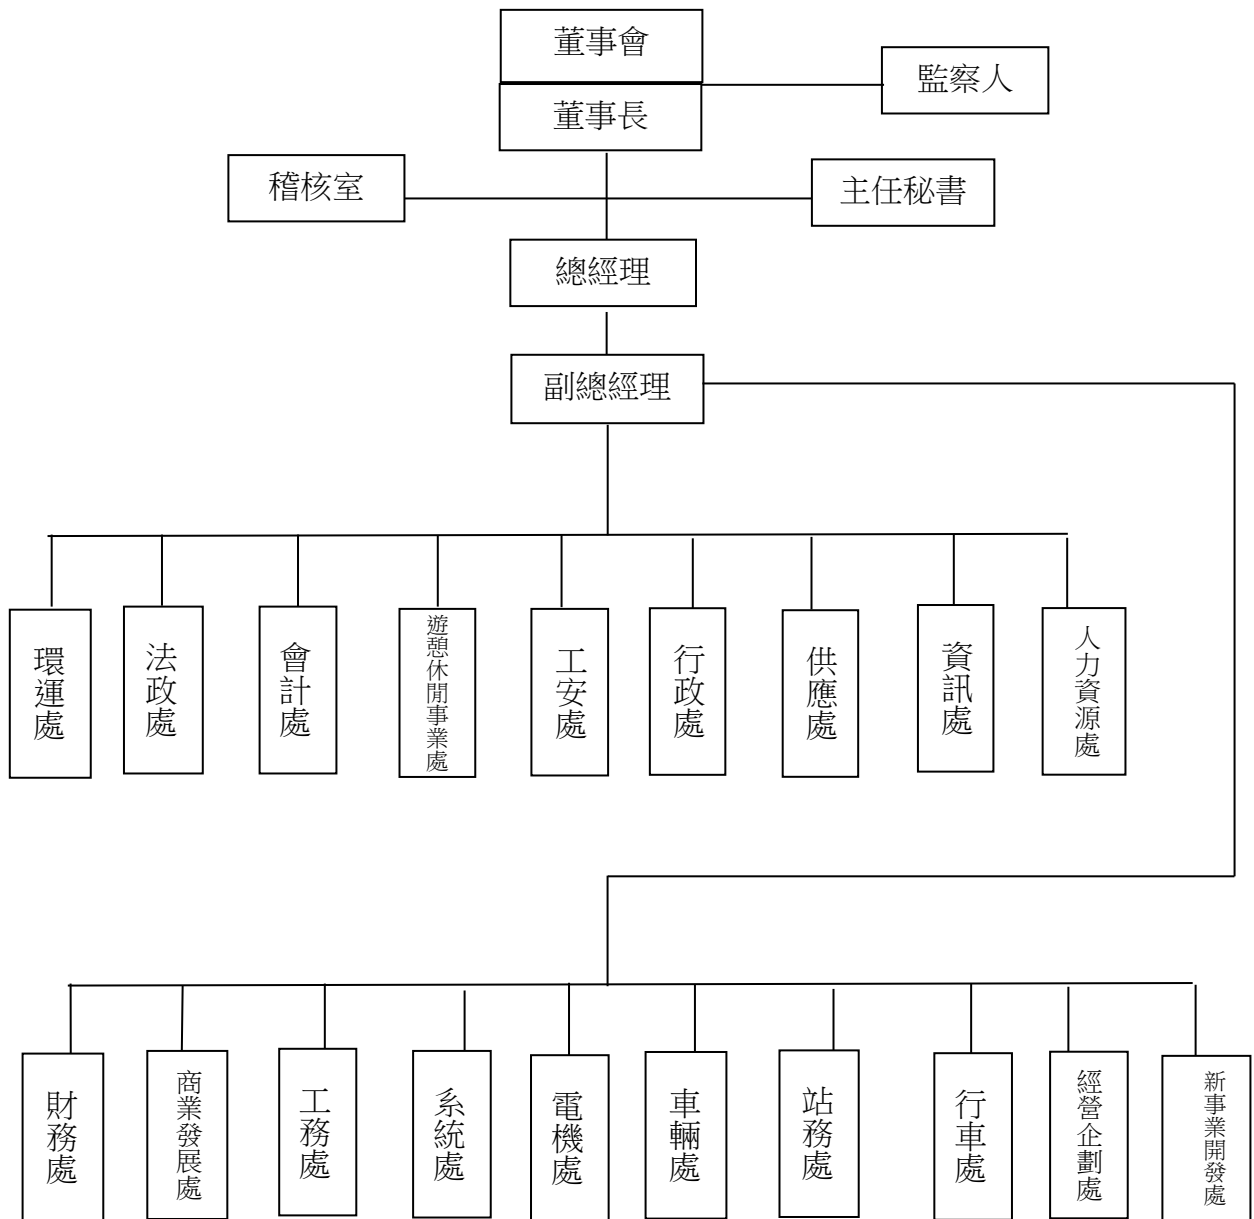 董事會
監察人
董事長
稽核室
主任秘書
總經理
副總經理
環運處
法政處
會計處
遊憩休閒事業處
工安處
行政處
供應處
資訊處
人力資源處
財務處
商業發展處
工務處
系統處
電機處
車輛處
站務處
行車處
經營企劃處
新事業開發處